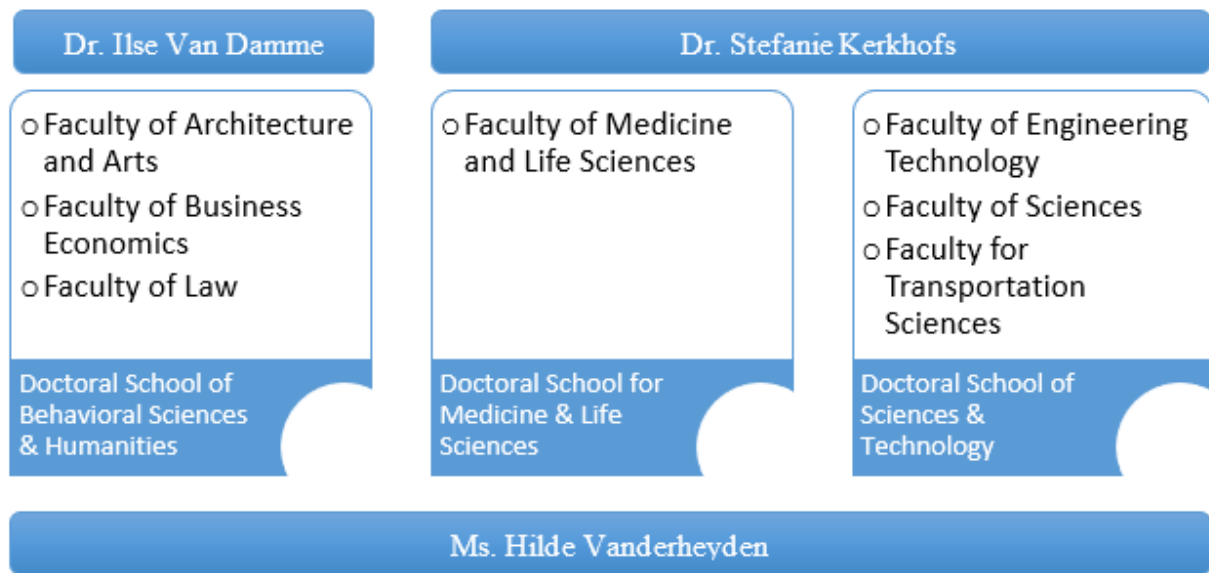 Dr. Ilse Van Damme
Dr. Stefanie Kerkhofs
o Faculty of Architecture
and Arts
o Faculty of Business
Economics
o Faculty of Law
Doctoral School of
Behavioral Sciences
& Humanities
o Faculty of Medicine
and Life Sciences
Doctoral School for
Medicine & Life
Sciences
o Faculty of Engineering
Technology
o Faculty of Sciences
o Faculty for
Transportation
Sciences
Doctoral School of
Sciences &
Technology
Ms. Hilde Vanderheyden